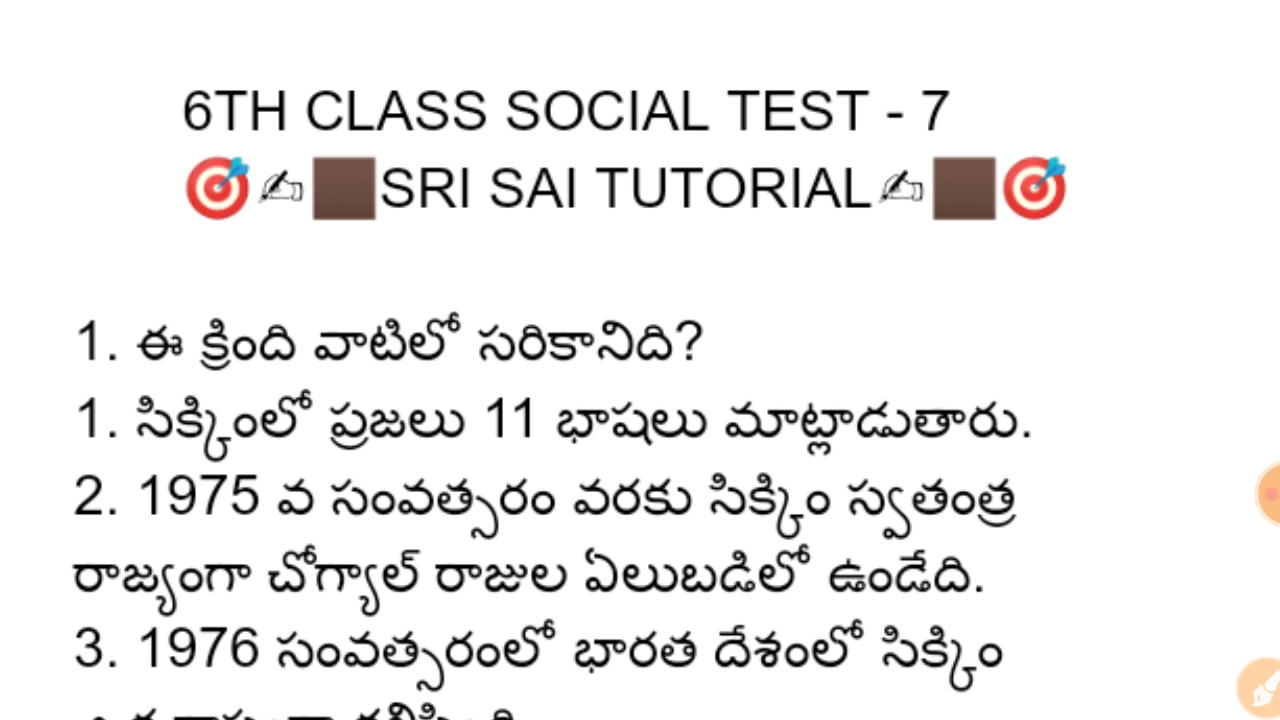 6TH CLASS SOCIAL TEST - 7
🎯✍🏿SRI SAI TUTORIAL✍🏿🎯
1. ఈ క్రింది వాటిలో సరికానిది?
1. సిక్కింలో ప్రజలు 11 భాషలు మాట్లాడుతారు.
2. 1975 వ సంవత్సరం వరకు సిక్కిం స్వతంత్ర
రాజ్యంగా చోగ్యాల్ రాజుల ఏలుబడిలో ఉండేది.
3. 1976 సంవత్సరంలో భారత దేశంలో సిక్కిం